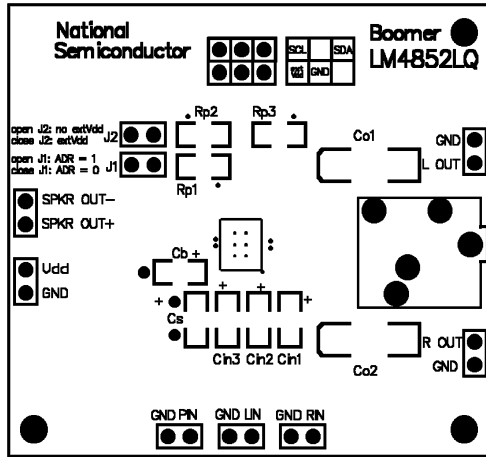 National
Semiconductor
Boomer
LM4852LQ
SCL SDA
GND
Rp2
Rp3
Co1
open J2: no extVdd
close J2: extVdd
J2
open J1: ADR = 1
close J1: ADR = 0
J1
Rp1
GND
L OUT
SPKR OUT-
SPKR OUT+
Vdd
GND
Cb +
+ + + +
Cs
Cin3 Cin2 Cin1
Co2
R OUT
GND
GND PIN GND LIN GND RIN